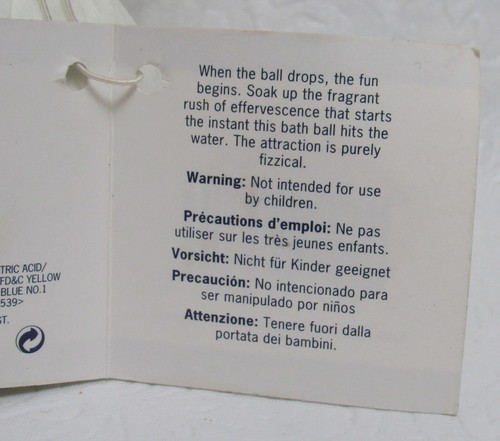 When the ball drops, the fun
begins. Soak up the fragrant
rush of effervescence that starts
the instant this bath ball hits the
water. The attraction is purely
fizzical.
Warning: Not intended for use
by children.
Précautions d'emploi: Ne pas
utiliser sur les très jeunes enfants.
Vorsicht: Nicht für Kinder geeignet
Precaución: No intencionado para
ser manipulado por niños
Attenzione: Tenere fuori dalla
portata dei bambini.
TRIC ACID/
FD&C YELLOW
BLUE NO.1
539>
ST.